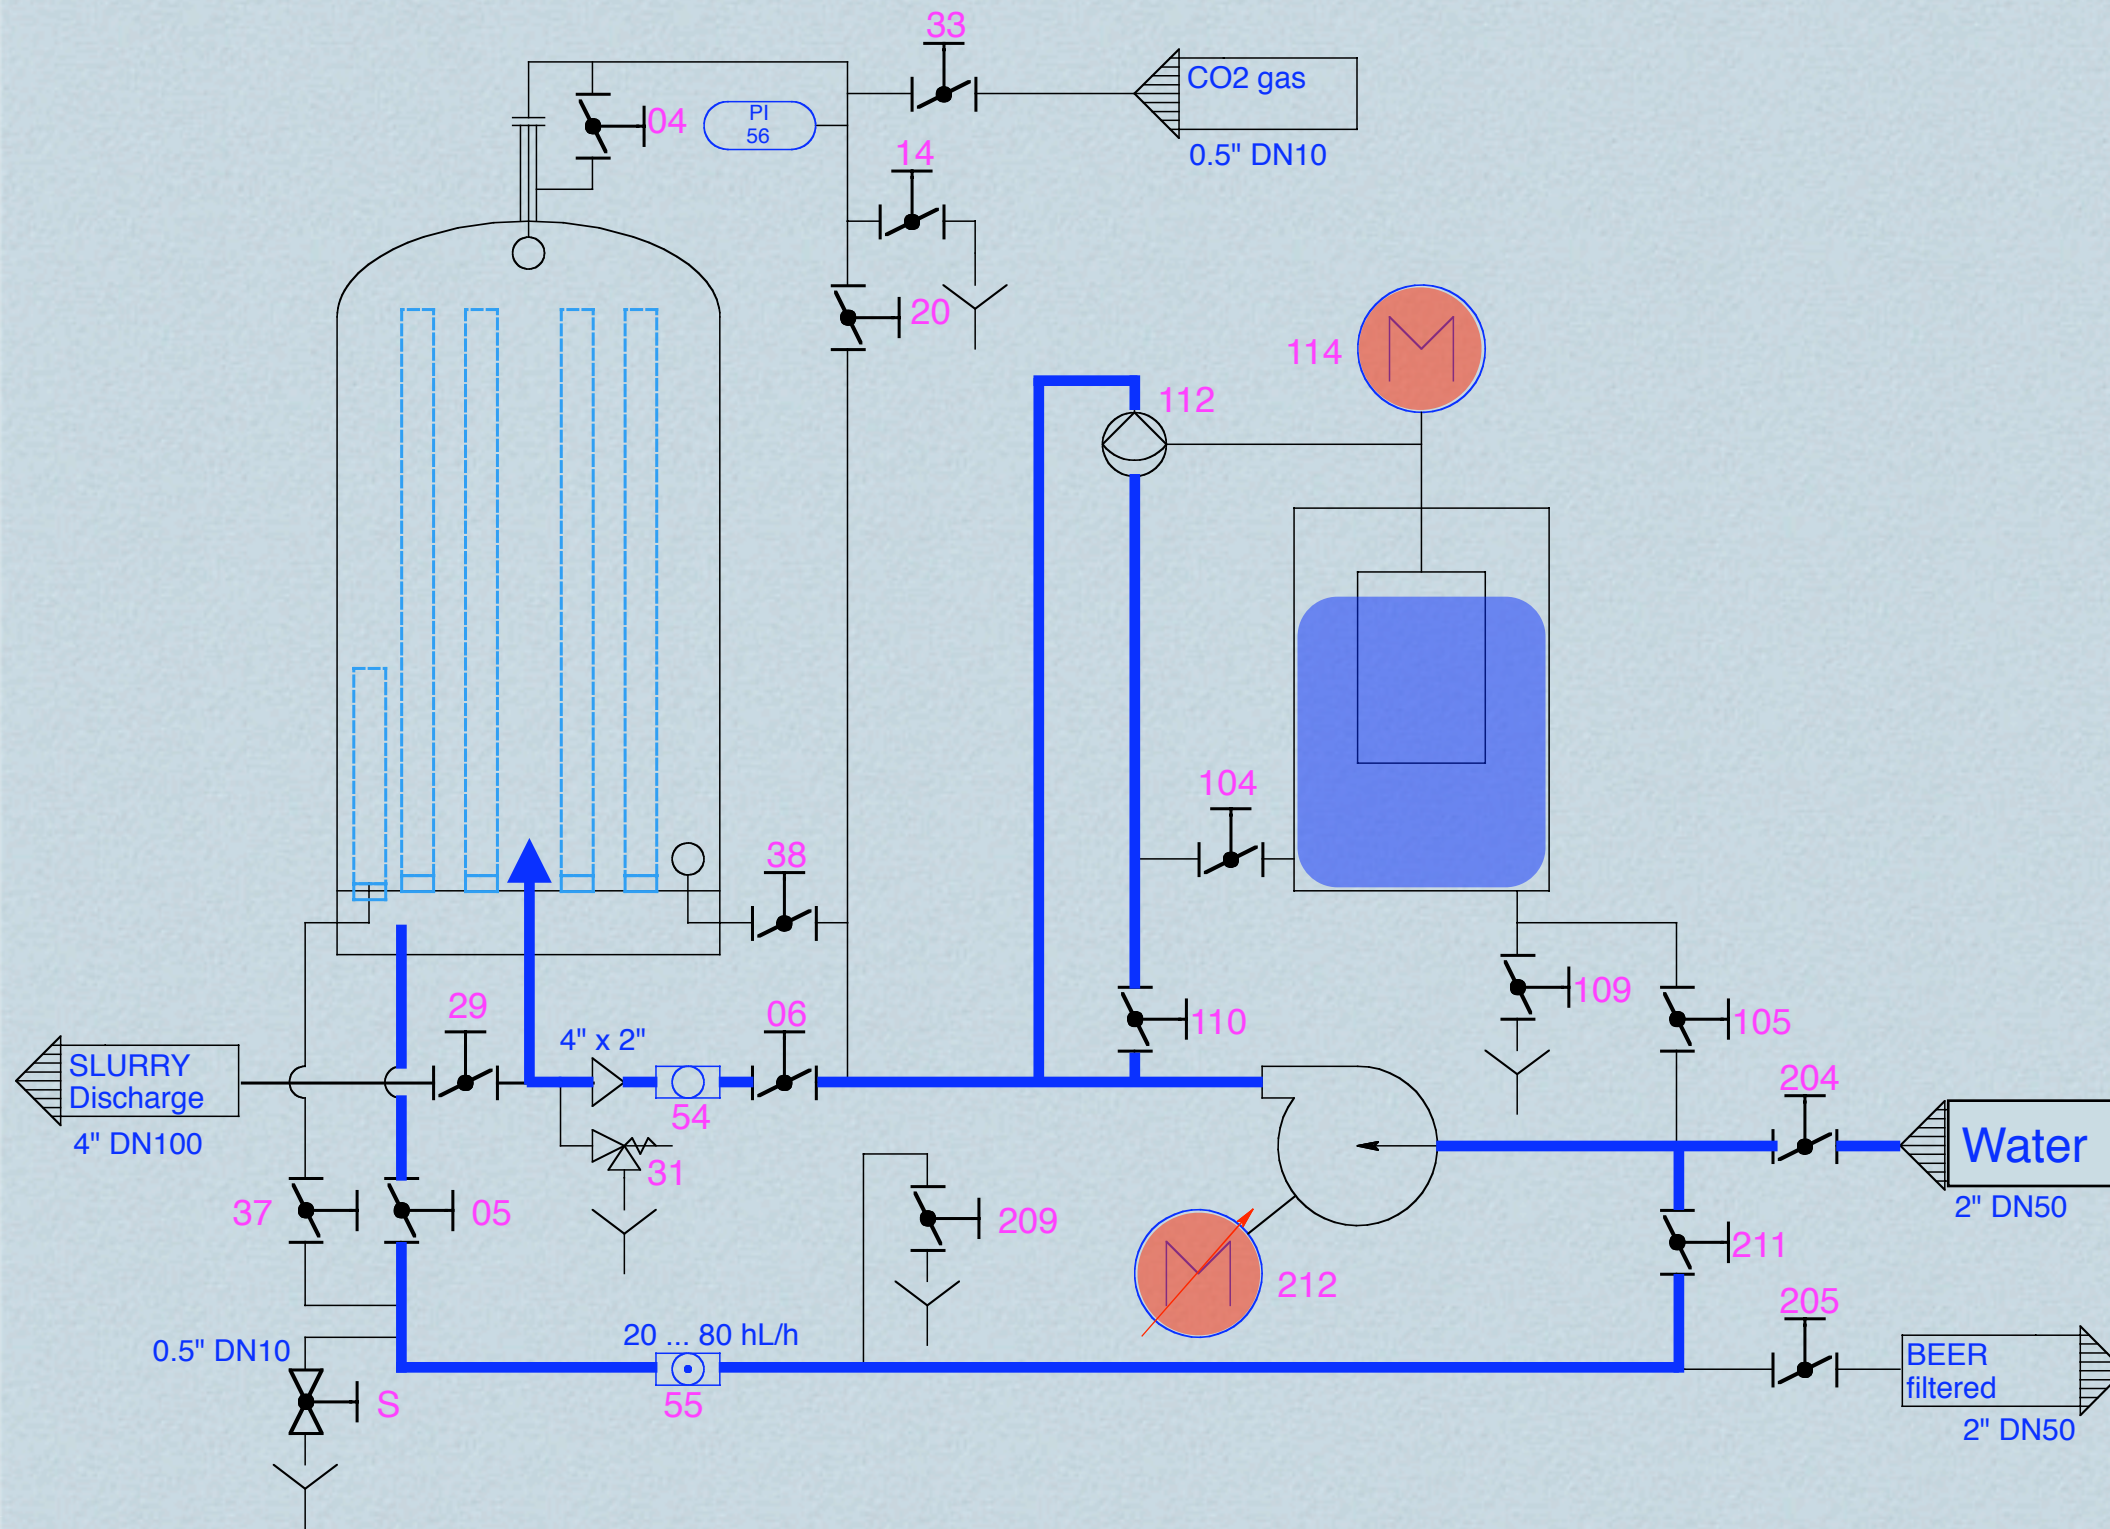 33
CO2 gas
0.5" DN10
04
PI
56
14
20
114
112
104
38
109
105
110
29
4" x 2"
06
54
SLURRY
Discharge
4" DN100
204
Water
2" DN50
31
37
05
209
212
211
205
0.5" DN10
S
20 ... 80 hL/h
55
BEER
filtered
2" DN50
M
M